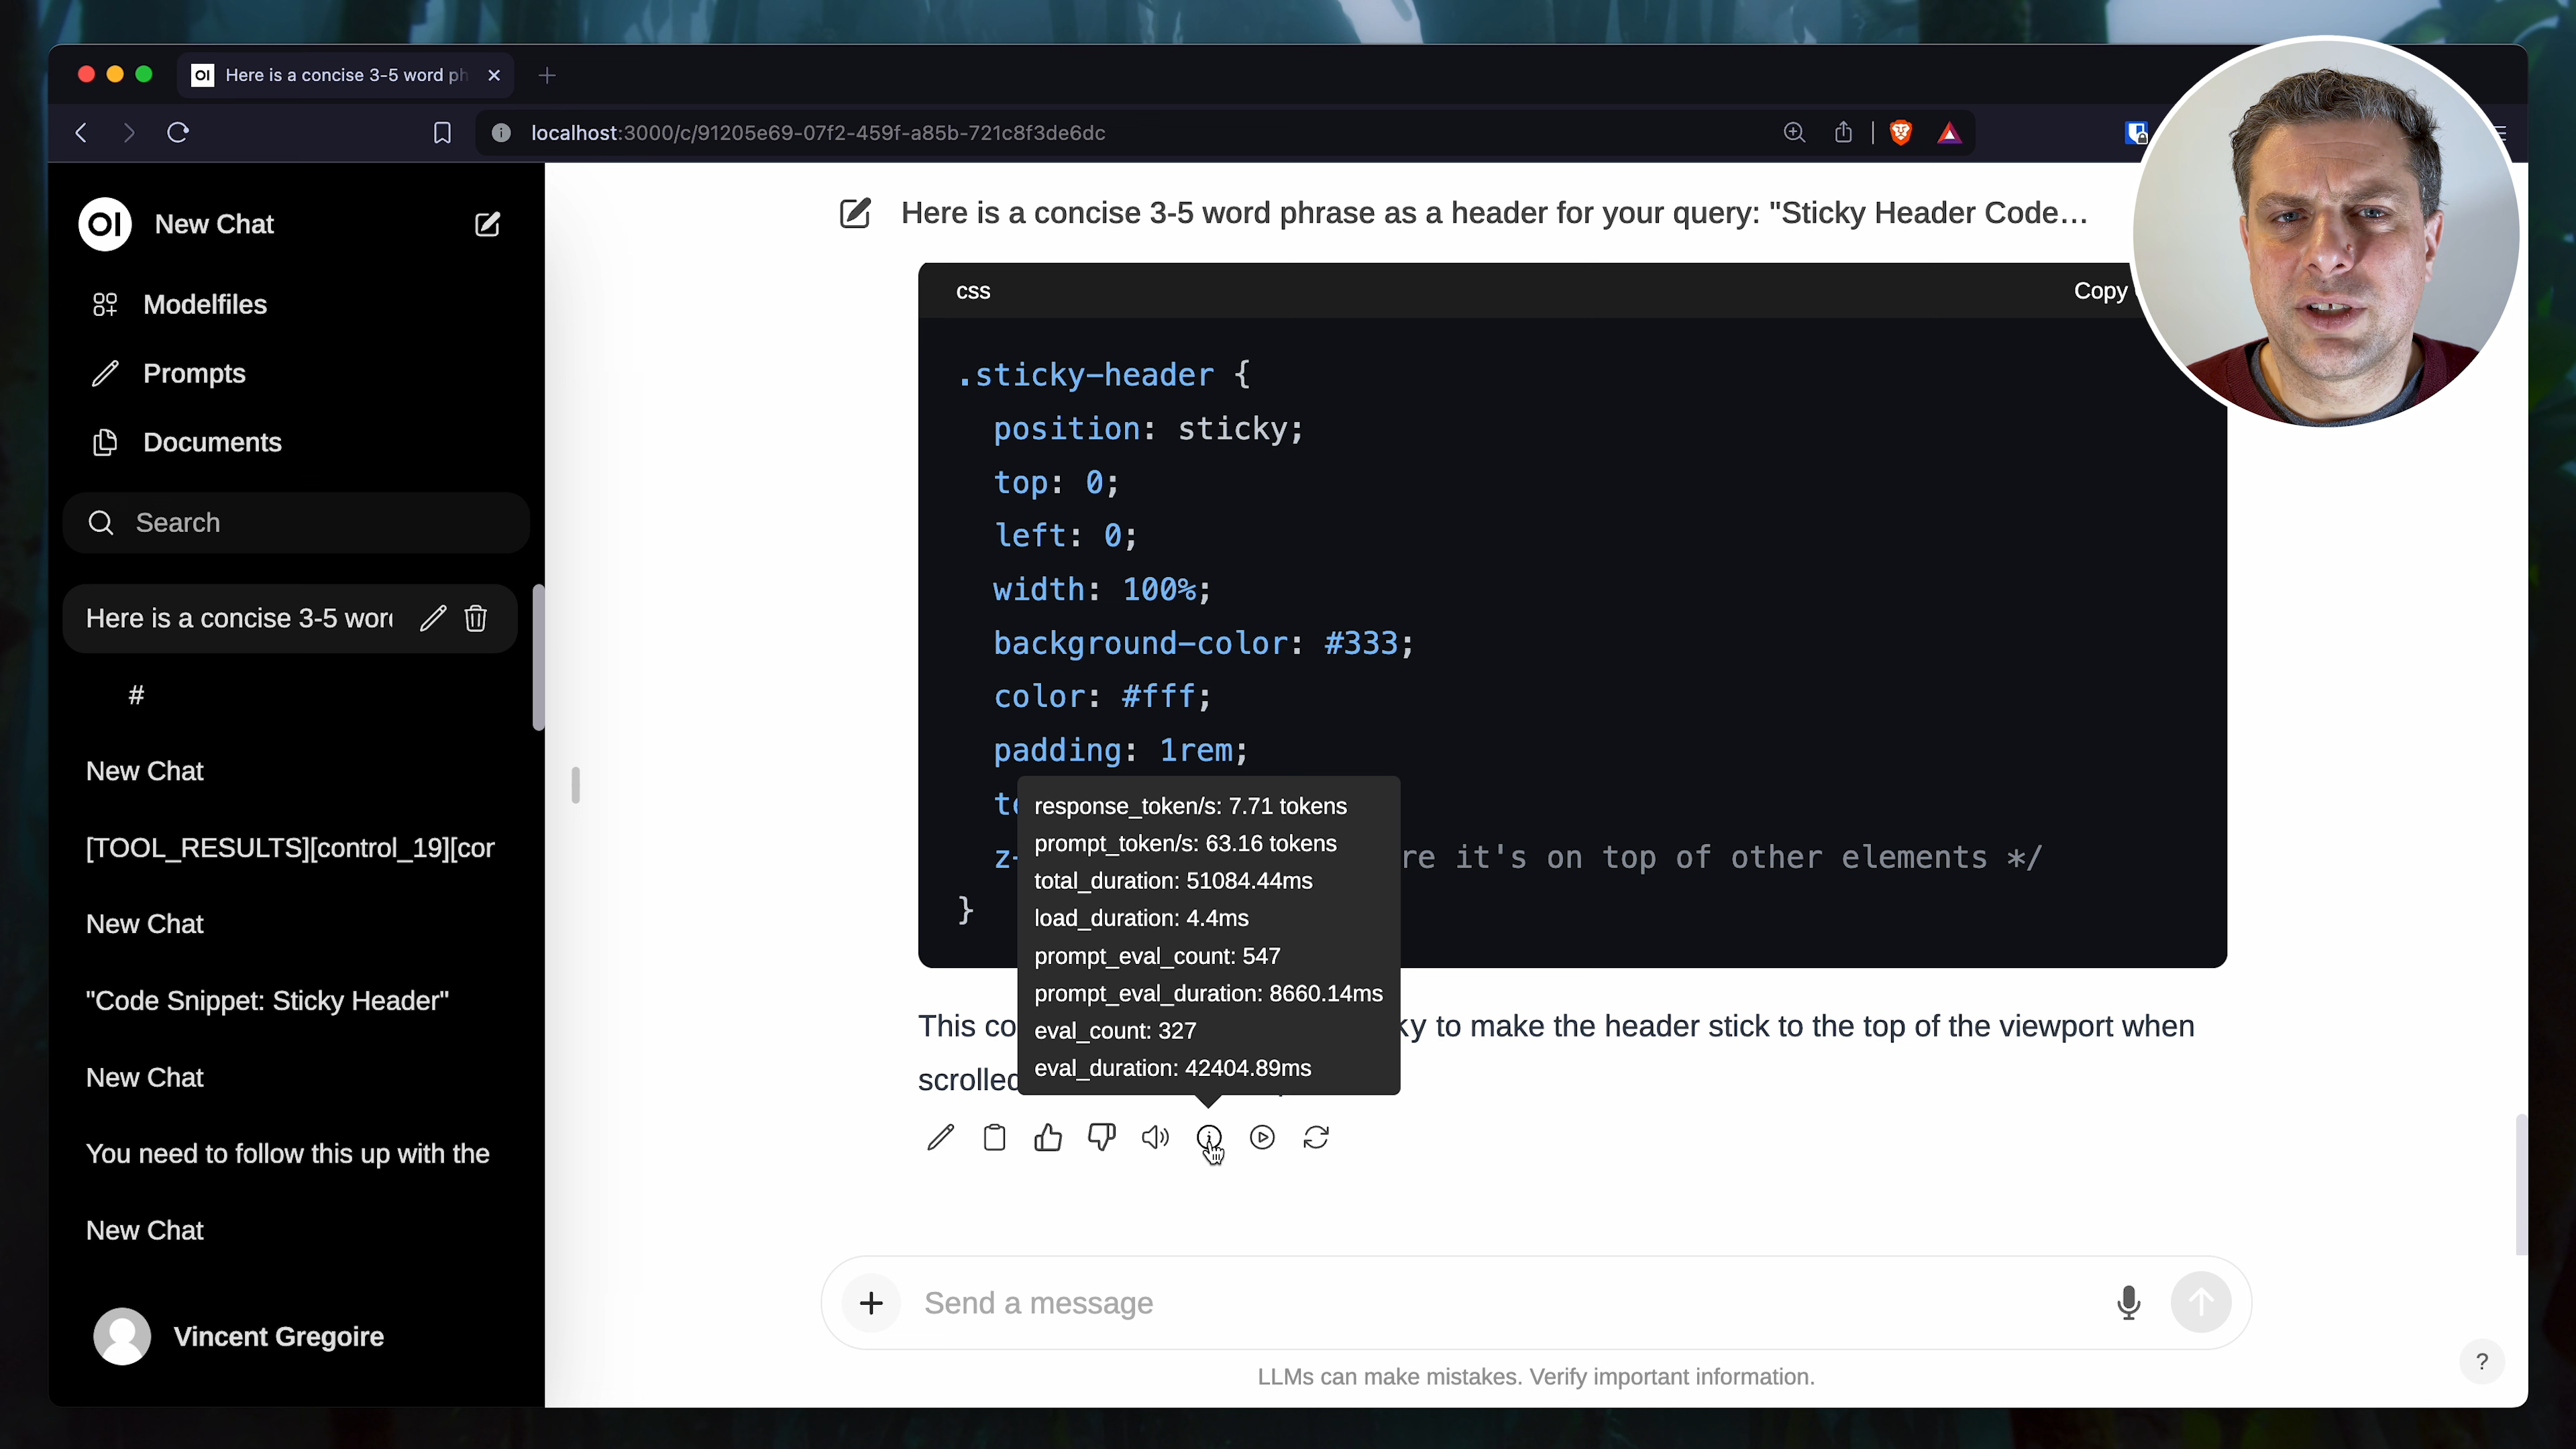 OI Here is a concise 3-5 word ph
localhost:3000/c/91205e69-07f2-459f-a85b-721c8f3de6dc
OI New Chat
Modelfiles
Prompts
Documents
Search
Here is a concise 3-5 wor
#
New Chat
[TOOL_RESULTS][control_19][cor
New Chat
"Code Snippet: Sticky Header"
New Chat
You need to follow this up with the
New Chat
Vincent Gregoire
Here is a concise 3-5 word phrase as a header for your query: "Sticky Header Code...
css
Copy
.sticky-header {
position: sticky;
top: 0;
left: 0;
width: 100%;
background-color: #333;
color: #fff;
padding: 1rem;
te
z- re it's on top of other elements */
}
response_token/s: 7.71 tokens
prompt_token/s: 63.16 tokens
total_duration: 51084.44ms
load_duration: 4.4ms
prompt_eval_count: 547
prompt_eval_duration: 8660.14ms
eval_count: 327
eval_duration: 42404.89ms
This co ky to make the header stick to the top of the viewport when
scrolled
Send a message
LLMs can make mistakes. Verify important information.
?